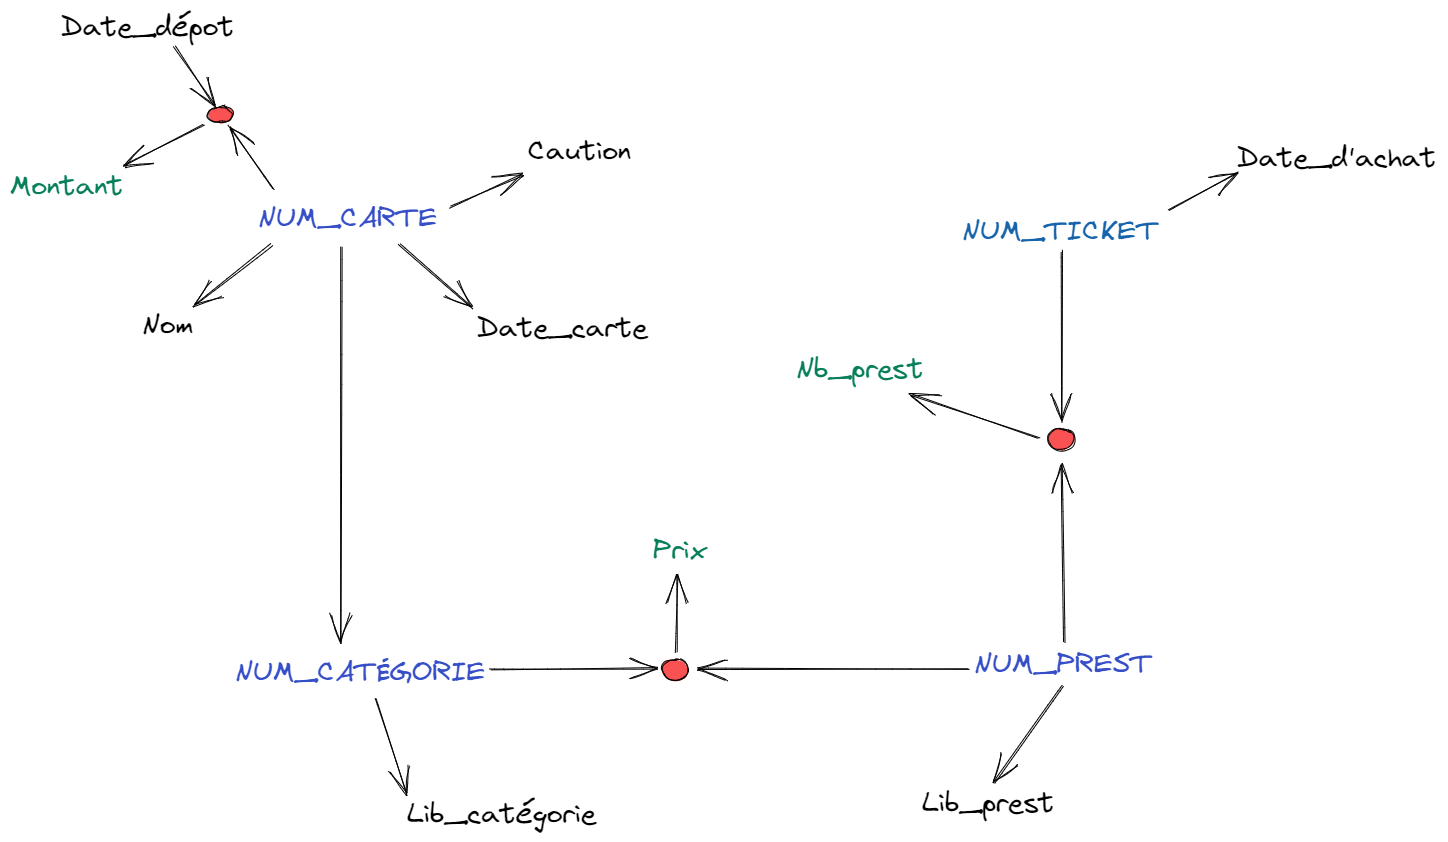 Date_dépot
Caution
Date_d'achat
Montant
NUM_CARTE
NUM_TICKET
Nom
Date_carte
Nb_prest
Prix
NUM_CATÉGORIE
NUM_PREST
Lib_catégorie
Lib_prest